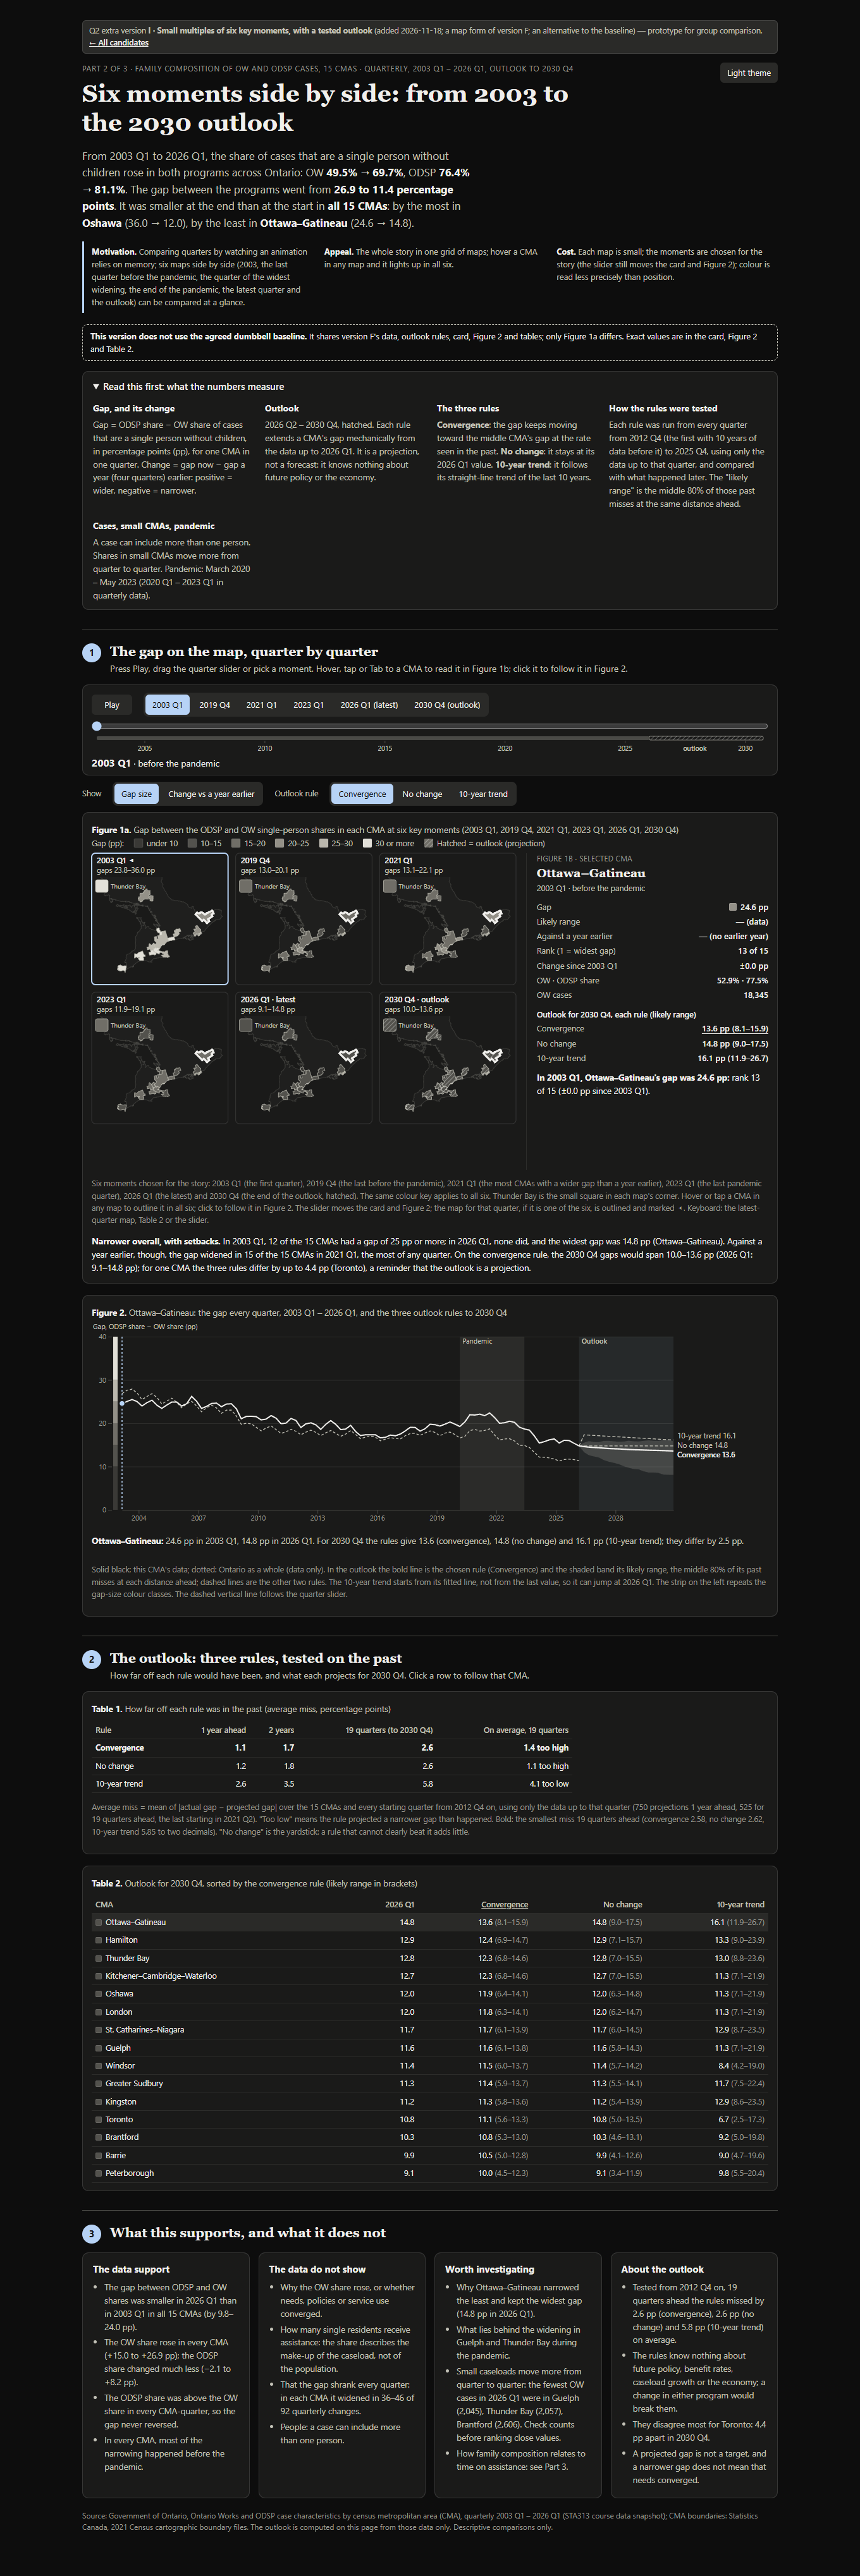 Q2 extra version I · Small multiples of six key moments, with a tested outlook (added 2026-11-18; a map form of version F; an alternative to the baseline) — prototype for group comparison.
← All candidates
PART 2 OF 3 · FAMILY COMPOSITION OF OW AND ODSP CASES, 15 CMAS · QUARTERLY, 2003 Q1 – 2026 Q1, OUTLOOK TO 2030 Q4
Light theme
Six moments side by side: from 2003 to
the 2030 outlook
From 2003 Q1 to 2026 Q1, the share of cases that are a single person without
children rose in both programs across Ontario: OW 49.5% → 69.7%, ODSP 76.4%
→ 81.1%. The gap between the programs went from 26.9 to 11.4 percentage
points. It was smaller at the end than at the start in all 15 CMAs: by the most in
Oshawa (36.0 → 12.0), by the least in Ottawa–Gatineau (24.6 → 14.8).
Motivation. Comparing quarters by watching an animation
relies on memory; six maps side by side (2003, the last
quarter before the pandemic, the quarter of the widest
widening, the end of the pandemic, the latest quarter and
the outlook) can be compared at a glance.
Appeal. The whole story in one grid of maps; hover a CMA
in any map and it lights up in all six.
Cost. Each map is small; the moments are chosen for the
story (the slider still moves the card and Figure 2); colour is
read less precisely than position.
This version does not use the agreed dumbbell baseline. It shares version F's data, outlook rules, card, Figure 2 and tables; only Figure 1a differs. Exact values are in the card, Figure 2
and Table 2.
▼ Read this first: what the numbers measure
Gap, and its change
Gap = ODSP share − OW share of cases
that are a single person without children,
in percentage points (pp), for one CMA in
one quarter. Change = gap now − gap a
year (four quarters) earlier: positive =
wider, negative = narrower.
Outlook
2026 Q2 – 2030 Q4, hatched. Each rule
extends a CMA's gap mechanically from
the data up to 2026 Q1. It is a projection,
not a forecast: it knows nothing about
future policy or the economy.
The three rules
Convergence: the gap keeps moving
toward the middle CMA's gap at the rate
seen in the past. No change: it stays at its
2026 Q1 value. 10-year trend: it follows
its straight-line trend of the last 10 years.
How the rules were tested
Each rule was run from every quarter
from 2012 Q4 (the first with 10 years of
data before it) to 2025 Q4, using only the
data up to that quarter, and compared
with what happened later. The "likely
range" is the middle 80% of those past
misses at the same distance ahead.
Cases, small CMAs, pandemic
A case can include more than one person.
Shares in small CMAs move more from
quarter to quarter. Pandemic: March 2020
– May 2023 (2020 Q1 – 2023 Q1 in
quarterly data).
1 The gap on the map, quarter by quarter
Press Play, drag the quarter slider or pick a moment. Hover, tap or Tab to a CMA to read it in Figure 1b; click it to follow it in Figure 2.
Play 2003 Q1 2019 Q4 2021 Q1 2023 Q1 2026 Q1 (latest) 2030 Q4 (outlook)
2005 2010 2015 2020 2025 outlook 2030
2003 Q1 · before the pandemic
Show Gap size Change vs a year earlier Outlook rule Convergence No change 10-year trend
Figure 1a. Gap between the ODSP and OW single-person shares in each CMA at six key moments (2003 Q1, 2019 Q4, 2021 Q1, 2023 Q1, 2026 Q1, 2030 Q4)
Gap (pp): under 10 10–15 15–20 20–25 25–30 30 or more Hatched = outlook (projection)
2003 Q1 ◂
gaps 23.8–36.0 pp
Thunder Bay
2019 Q4
gaps 13.0–20.1 pp
Thunder Bay
2021 Q1
gaps 13.1–22.1 pp
Thunder Bay
2023 Q1
gaps 11.9–19.1 pp
Thunder Bay
2026 Q1 · latest
gaps 9.1–14.8 pp
Thunder Bay
2030 Q4 · outlook
gaps 10.0–13.6 pp
Thunder Bay
FIGURE 1B · SELECTED CMA
Ottawa–Gatineau
2003 Q1 · before the pandemic
Gap 24.6 pp
Likely range — (data)
Against a year earlier — (no earlier year)
Rank (1 = widest gap) 13 of 15
Change since 2003 Q1 ±0.0 pp
OW · ODSP share 52.9% · 77.5%
OW cases 18,345
Outlook for 2030 Q4, each rule (likely range)
Convergence 13.6 pp (8.1–15.9)
No change 14.8 pp (9.0–17.5)
10-year trend 16.1 pp (11.9–26.7)
In 2003 Q1, Ottawa–Gatineau's gap was 24.6 pp: rank 13
of 15 (±0.0 pp since 2003 Q1).
Six moments chosen for the story: 2003 Q1 (the first quarter), 2019 Q4 (the last before the pandemic), 2021 Q1 (the most CMAs with a wider gap than a year earlier), 2023 Q1 (the last pandemic
quarter), 2026 Q1 (the latest) and 2030 Q4 (the end of the outlook, hatched). The same colour key applies to all six. Thunder Bay is the small square in each map's corner. Hover or tap a CMA in
any map to outline it in all six; click to follow it in Figure 2. The slider moves the card and Figure 2; the map for that quarter, if it is one of the six, is outlined and marked ◂. Keyboard: the latest-
quarter map, Table 2 or the slider.
Narrower overall, with setbacks. In 2003 Q1, 12 of the 15 CMAs had a gap of 25 pp or more; in 2026 Q1, none did, and the widest gap was 14.8 pp (Ottawa–Gatineau). Against a
year earlier, though, the gap widened in 15 of the 15 CMAs in 2021 Q1, the most of any quarter. On the convergence rule, the 2030 Q4 gaps would span 10.0–13.6 pp (2026 Q1:
9.1–14.8 pp); for one CMA the three rules differ by up to 4.4 pp (Toronto), a reminder that the outlook is a projection.
Figure 2. Ottawa–Gatineau: the gap every quarter, 2003 Q1 – 2026 Q1, and the three outlook rules to 2030 Q4
Gap, ODSP share − OW share (pp)
40
30
20
10
0
Pandemic
Outlook
10-year trend 16.1
No change 14.8
Convergence 13.6
2004 2007 2010 2013 2016 2019 2022 2025 2028
Ottawa–Gatineau: 24.6 pp in 2003 Q1, 14.8 pp in 2026 Q1. For 2030 Q4 the rules give 13.6 (convergence), 14.8 (no change) and 16.1 pp (10-year trend); they differ by 2.5 pp.
Solid black: this CMA's data; dotted: Ontario as a whole (data only). In the outlook the bold line is the chosen rule (Convergence) and the shaded band its likely range, the middle 80% of its past
misses at each distance ahead; dashed lines are the other two rules. The 10-year trend starts from its fitted line, not from the last value, so it can jump at 2026 Q1. The strip on the left repeats the
gap-size colour classes. The dashed vertical line follows the quarter slider.
2 The outlook: three rules, tested on the past
How far off each rule would have been, and what each projects for 2030 Q4. Click a row to follow that CMA.
Table 1. How far off each rule was in the past (average miss, percentage points)
Rule 1 year ahead 2 years 19 quarters (to 2030 Q4) On average, 19 quarters
Convergence 1.1 1.7 2.6 1.4 too high
No change 1.2 1.8 2.6 1.1 too high
10-year trend 2.6 3.5 5.8 4.1 too low
Average miss = mean of |actual gap − projected gap| over the 15 CMAs and every starting quarter from 2012 Q4 on, using only the data up to that quarter (750 projections 1 year ahead, 525 for
19 quarters ahead, the last starting in 2021 Q2). "Too low" means the rule projected a narrower gap than happened. Bold: the smallest miss 19 quarters ahead (convergence 2.58, no change 2.62,
10-year trend 5.85 to two decimals). "No change" is the yardstick: a rule that cannot clearly beat it adds little.
Table 2. Outlook for 2030 Q4, sorted by the convergence rule (likely range in brackets)
CMA 2026 Q1 Convergence No change 10-year trend
Ottawa–Gatineau 14.8 13.6 (8.1–15.9) 14.8 (9.0–17.5) 16.1 (11.9–26.7)
Hamilton 12.9 12.4 (6.9–14.7) 12.9 (7.1–15.7) 13.3 (9.0–23.9)
Thunder Bay 12.8 12.3 (6.8–14.6) 12.8 (7.0–15.5) 13.0 (8.8–23.6)
Kitchener–Cambridge–Waterloo 12.7 12.3 (6.8–14.6) 12.7 (7.0–15.5) 11.3 (7.1–21.9)
Oshawa 12.0 11.9 (6.4–14.1) 12.0 (6.3–14.8) 11.3 (7.1–21.9)
London 12.0 11.8 (6.3–14.1) 12.0 (6.2–14.7) 11.3 (7.1–21.9)
St. Catharines–Niagara 11.7 11.7 (6.1–13.9) 11.7 (6.0–14.5) 12.9 (8.7–23.5)
Guelph 11.6 11.6 (6.1–13.8) 11.6 (5.8–14.3) 11.3 (7.1–21.9)
Windsor 11.4 11.5 (6.0–13.7) 11.4 (5.7–14.2) 8.4 (4.2–19.0)
Greater Sudbury 11.3 11.4 (5.9–13.7) 11.3 (5.5–14.1) 11.7 (7.5–22.4)
Kingston 11.2 11.3 (5.8–13.6) 11.2 (5.4–13.9) 12.9 (8.6–23.5)
Toronto 10.8 11.1 (5.6–13.3) 10.8 (5.0–13.5) 6.7 (2.5–17.3)
Brantford 10.3 10.8 (5.3–13.0) 10.3 (4.6–13.1) 9.2 (5.0–19.8)
Barrie 9.9 10.5 (5.0–12.8) 9.9 (4.1–12.6) 9.0 (4.7–19.6)
Peterborough 9.1 10.0 (4.5–12.3) 9.1 (3.4–11.9) 9.8 (5.5–20.4)
3 What this supports, and what it does not
The data support
• The gap between ODSP and OW
shares was smaller in 2026 Q1 than
in 2003 Q1 in all 15 CMAs (by 9.8–
24.0 pp).
• The OW share rose in every CMA
(+15.0 to +26.9 pp); the ODSP
share changed much less (−2.1 to
+8.2 pp).
• The ODSP share was above the OW
share in every CMA-quarter, so the
gap never reversed.
• In every CMA, most of the
narrowing happened before the
pandemic.
The data do not show
• Why the OW share rose, or whether
needs, policies or service use
converged.
• How many single residents receive
assistance: the share describes the
make-up of the caseload, not of
the population.
• That the gap shrank every quarter:
in each CMA it widened in 36–46 of
92 quarterly changes.
• People: a case can include more
than one person.
Worth investigating
• Why Ottawa–Gatineau narrowed
the least and kept the widest gap
(14.8 pp in 2026 Q1).
• What lies behind the widening in
Guelph and Thunder Bay during
the pandemic.
• Small caseloads move more from
quarter to quarter: the fewest OW
cases in 2026 Q1 were in Guelph
(2,045), Thunder Bay (2,057),
Brantford (2,606). Check counts
before ranking close values.
• How family composition relates to
time on assistance: see Part 3.
About the outlook
• Tested from 2012 Q4 on, 19
quarters ahead the rules missed by
2.6 pp (convergence), 2.6 pp (no
change) and 5.8 pp (10-year trend)
on average.
• The rules know nothing about
future policy, benefit rates,
caseload growth or the economy; a
change in either program would
break them.
• They disagree most for Toronto: 4.4
pp apart in 2030 Q4.
• A projected gap is not a target, and
a narrower gap does not mean that
needs converged.
Source: Government of Ontario, Ontario Works and ODSP case characteristics by census metropolitan area (CMA), quarterly 2003 Q1 – 2026 Q1 (STA313 course data snapshot); CMA boundaries: Statistics
Canada, 2021 Census cartographic boundary files. The outlook is computed on this page from those data only. Descriptive comparisons only.